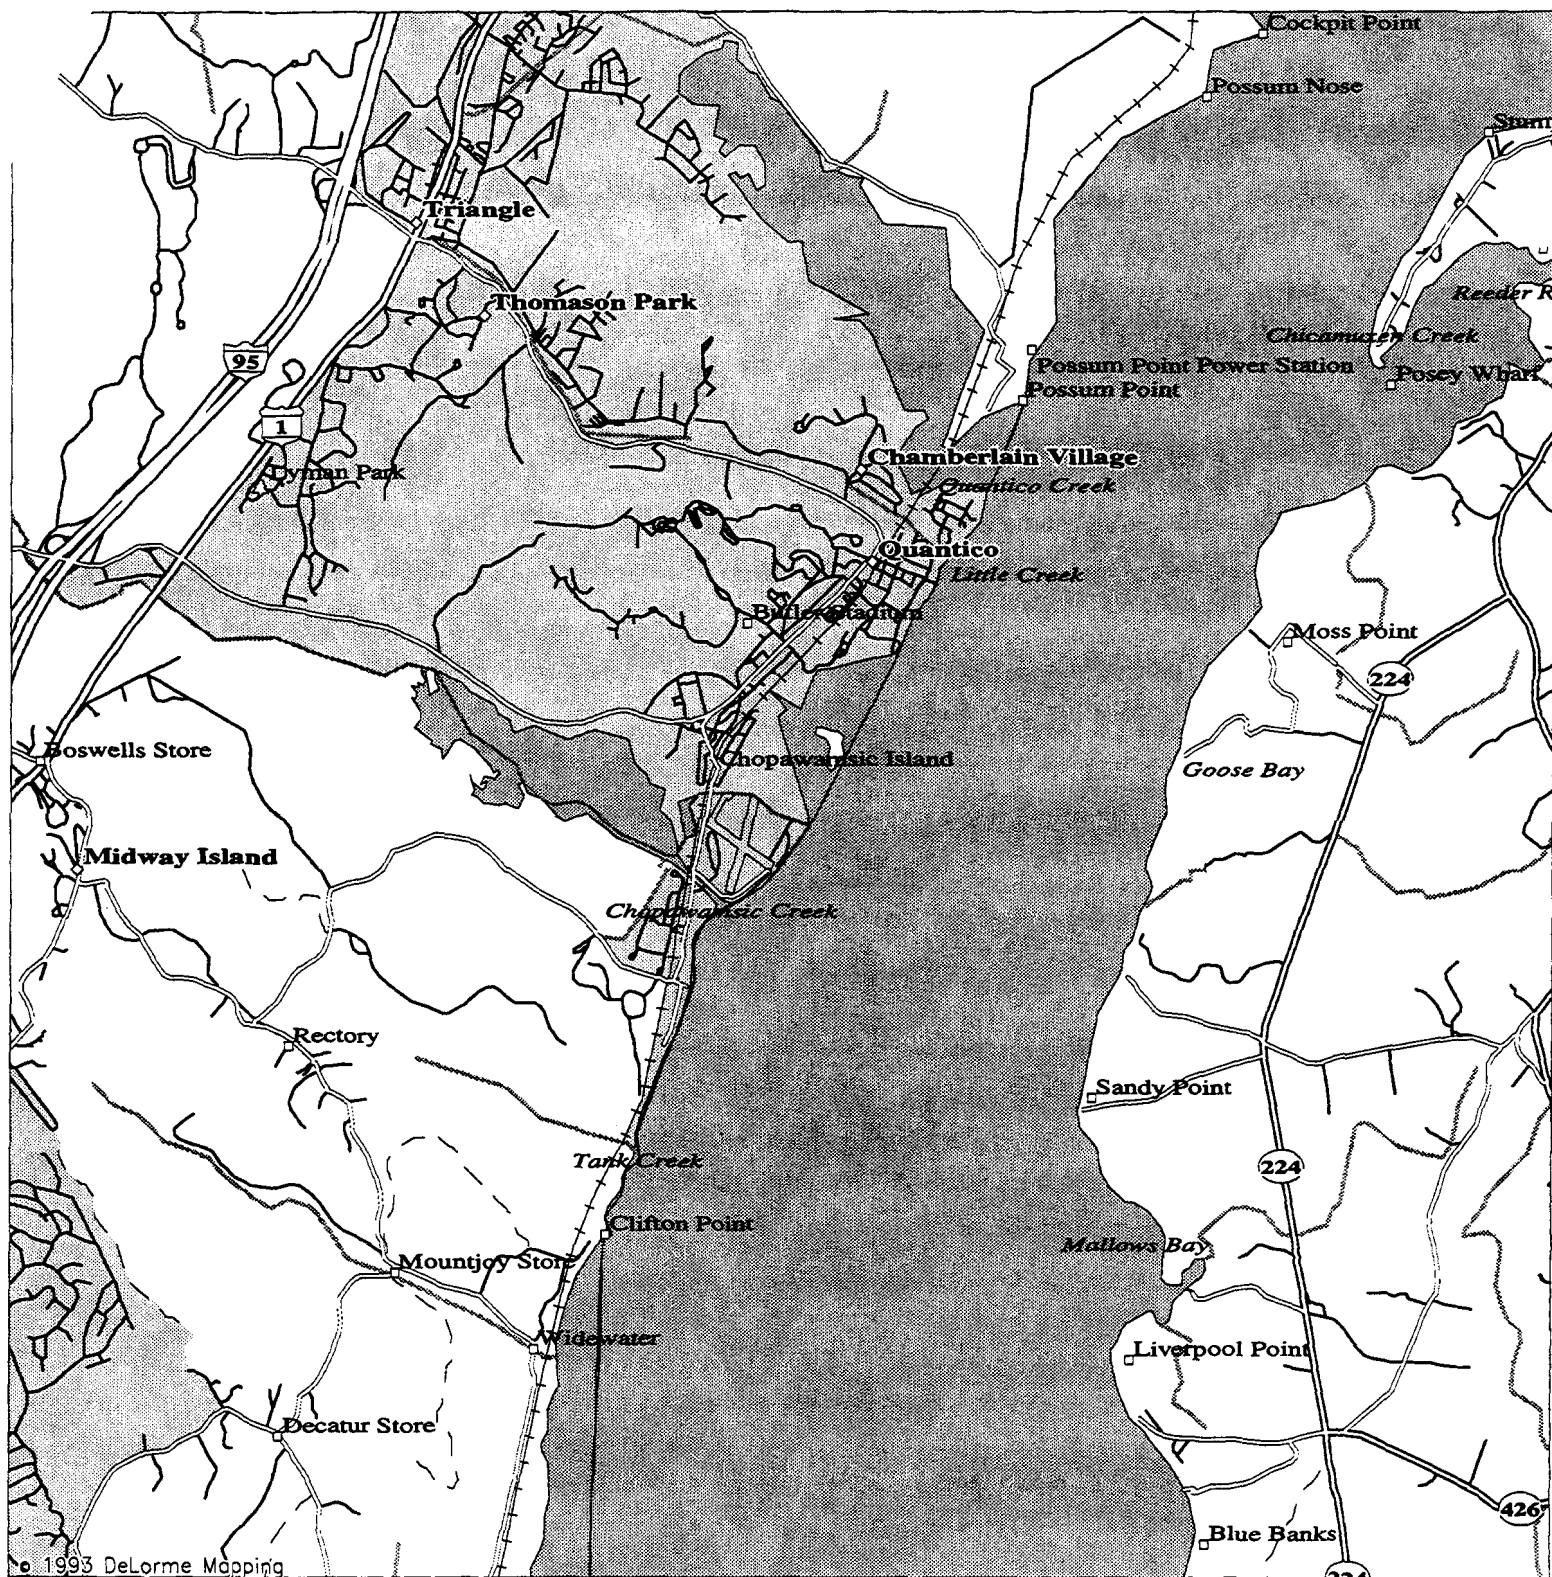 Cockpit Point
Possum Nose
Triangle
Thomason Park
Reeder
Chicamuxen Creek
95
Possum Point Power Station
Posey Wharf
Possum Point
1
Chamberlain Village
Lyman Park
Quantico Creek
Quantico
Little Creek
Butler Stadium
Moss Point
224
Boswells Store
Chopawamsic Island
Goose Bay
Midway Island
Chopawamsic Creek
Rectory
Sandy Point
Tank Creek
224
Clifton Point
Mallows Bay
Mountjoy Store
Widewater
Liverpool Point
Decatur Store
426
Blue Banks
© 1993 DeLorme Mapping
224